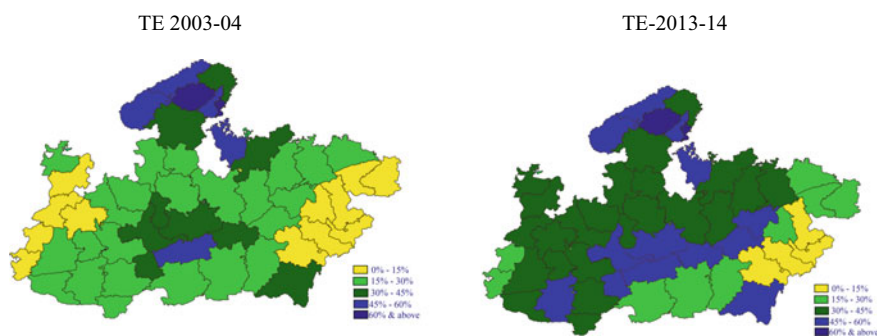 TE 2003-04
TE-2013-14
0% - 15%
15% - 30%
30% - 45%
45% - 60%
60% & above
0% - 15%
15% - 30%
30% - 45%
45% - 60%
60% & above